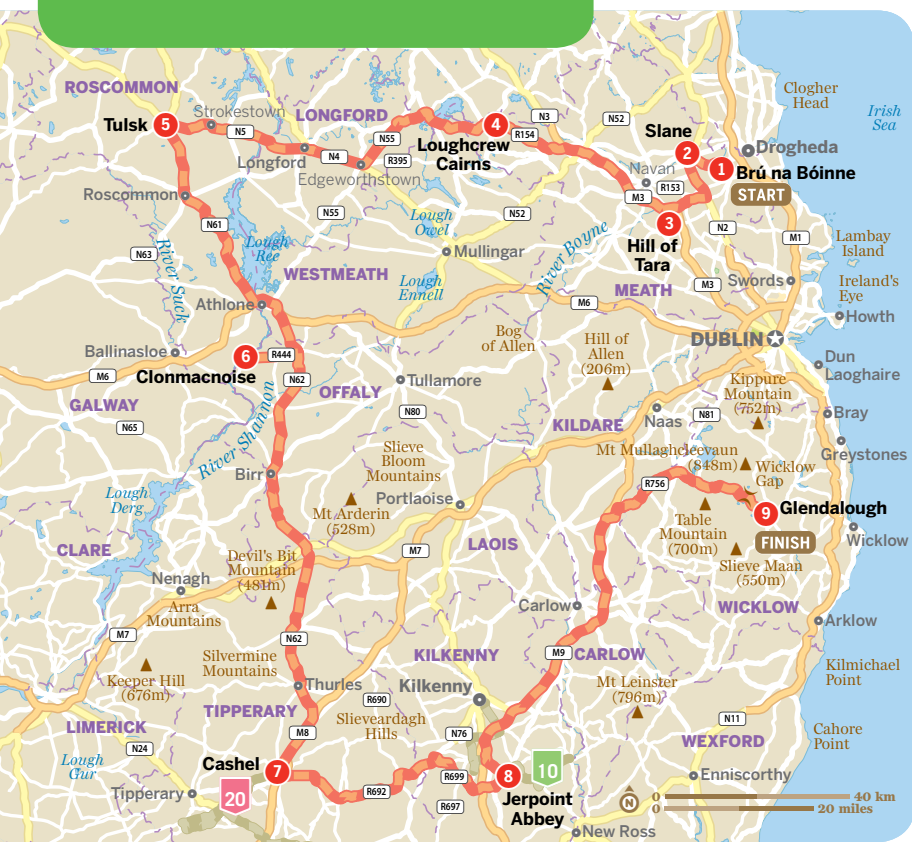 ROSCOMMON
Clogher
Head
Strokestown
LONGFORD
N3
N52
Irish
Sea
Tulsk
5
N5
N55
4
R154
Slane
Drogheda
Loughcrew
Cairns
N4
R395
Longford
Edgeworthstown
2
1
Brú na Bóinne
Navan
START
R153
M3
Roscommon
N55
N52
Lough
Owel
3
N61
N2
M1
Lambay
Island
Hill of
Tara
River Suck
N63
Lough
Ree
Mullingar
River Boyne
WESTMEATH
Lough
Ennell
MEATH
M3
Swords
Ireland's
Eye
Athlone
M6
Howth
Bog
of Allen
Hill of
Allen
(206m)
DUBLIN
Ballinasloe
6
R444
Dun
Laoghaire
M6
Clonmacnoise
N62
Tullamore
Kippure
Mountain
(752m)
OFFALY
GALWAY
N80
Naas
N81
Bray
N65
River Shannon
KILDARE
Slieve
Bloom
Mountains
Mt Mullaghcleevaun
(848m)
Greystones
Birr
Wicklow
Gap
R756
Lough
Derg
Portlaoise
Mt Arderin
(528m)
9
Glendalough
Table
Mountain
(700m)
FINISH
Wicklow
CLARE
M7
LAOIS
Devil's Bit
Mountain
(481m)
Slieve Maan
(550m)
Nenagh
Arra
Mountains
Carlow
WICKLOW
Arklow
M7
N62
M9
CARLOW
Silvermine
Mountains
KILKENNY
Keeper Hill
(676m)
Kilmichael
Point
Thurles
Kilkenny
Mt Leinster
(796m)
R690
TIPPERARY
Slieveardagh
Hills
N11
LIMERICK
M8
N76
Cahore
Point
N24
WEXFORD
Lough
Gur
Cashel
7
R699
8
10
Enniscorthy
Tipperary
20
R692
R697
Jerpoint
Abbey
N
0 40 km
0 20 miles
New Ross